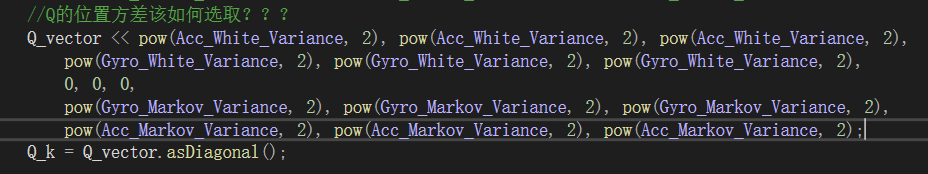 //Q的位置方差该如何选取？？？
Q_vector << pow(Acc_White_Variance, 2), pow(Acc_White_Variance, 2), pow(Acc_White_Variance, 2),
pow(Gyro_White_Variance, 2), pow(Gyro_White_Variance, 2), pow(Gyro_White_Variance, 2),
0, 0, 0,
pow(Gyro_Markov_Variance, 2), pow(Gyro_Markov_Variance, 2), pow(Gyro_Markov_Variance, 2),
pow(Acc_Markov_Variance, 2), pow(Acc_Markov_Variance, 2), pow(Acc_Markov_Variance, 2);
Q_k = Q_vector.asDiagonal();